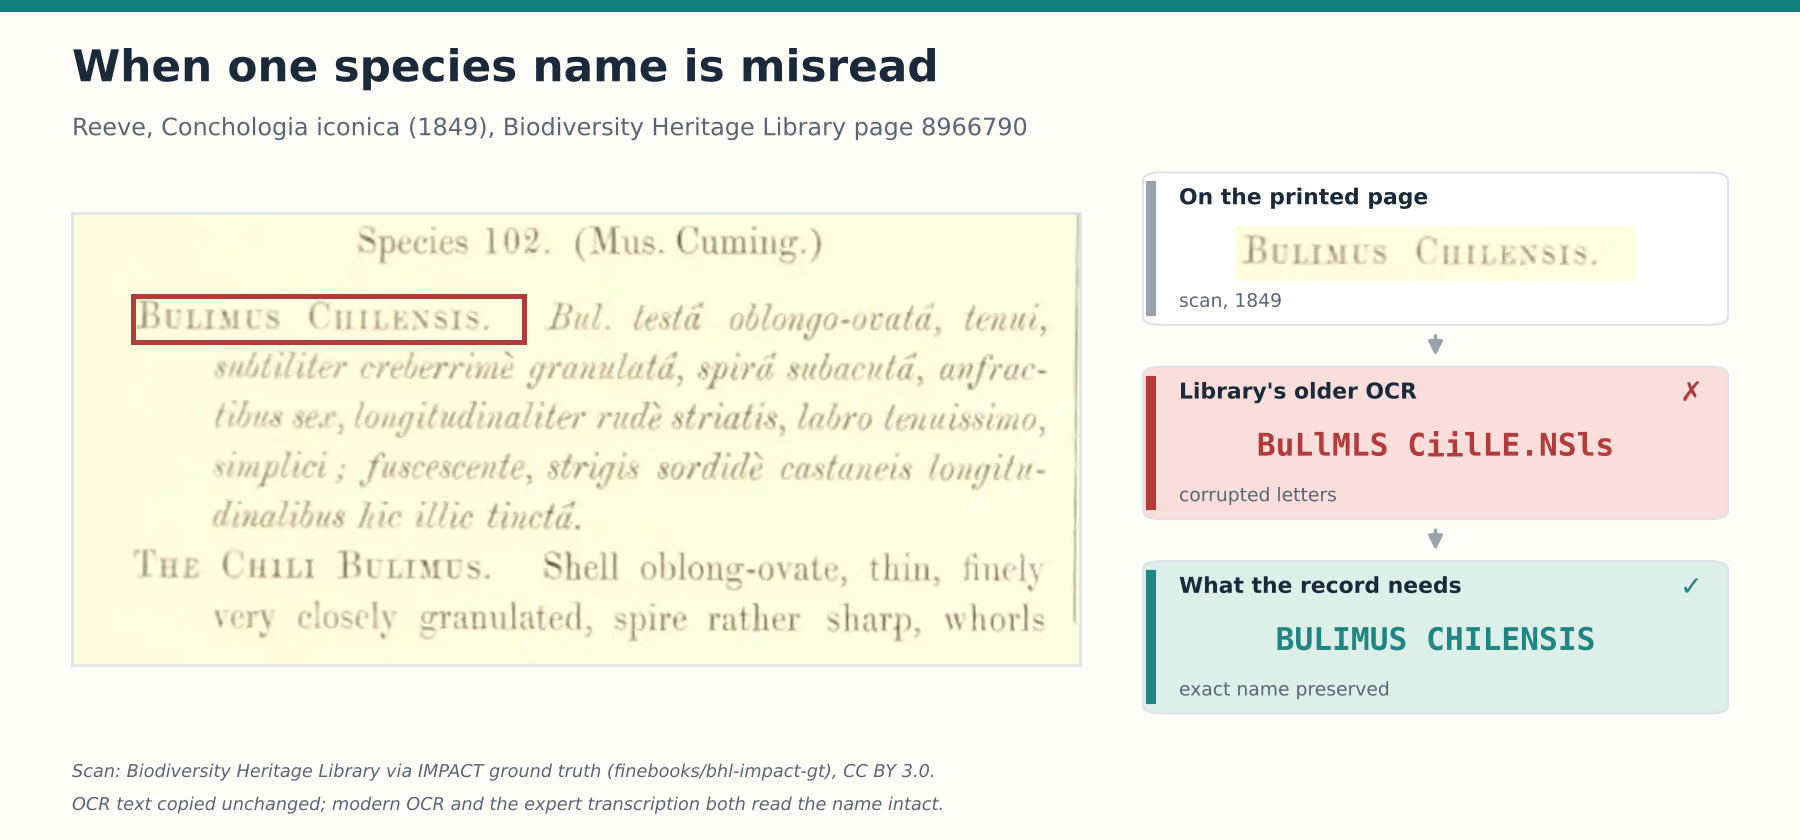 When one species name is misread
Reeve, Conchologia iconica (1849), Biodiversity Heritage Library page 8966790
Species 102. (Mus. Cuming.)
BULIMUS CHILENSIS. Bul. testâ oblongo-ovatâ, tenui,
subtiliter creberrimè granulatâ, spirâ subacutâ, anfrac-
tibus sex, longitudinaliter rudè striatis, labro tenuissimo,
simplici; fuscescente, strigis sordidè castaneis longitu-
dinalibus hic illic tinctâ.
THE CHILI BULIMUS. Shell oblong-ovate, thin, finely
very closely granulated, spire rather sharp, whorls
On the printed page
BULIMUS CHILENSIS.
scan, 1849
Library's older OCR ✗
BuLlMLS CiilLE.NSls
corrupted letters
What the record needs ✓
BULIMUS CHILENSIS
exact name preserved
Scan: Biodiversity Heritage Library via IMPACT ground truth (finebooks/bhl-impact-gt), CC BY 3.0.
OCR text copied unchanged; modern OCR and the expert transcription both read the name intact.